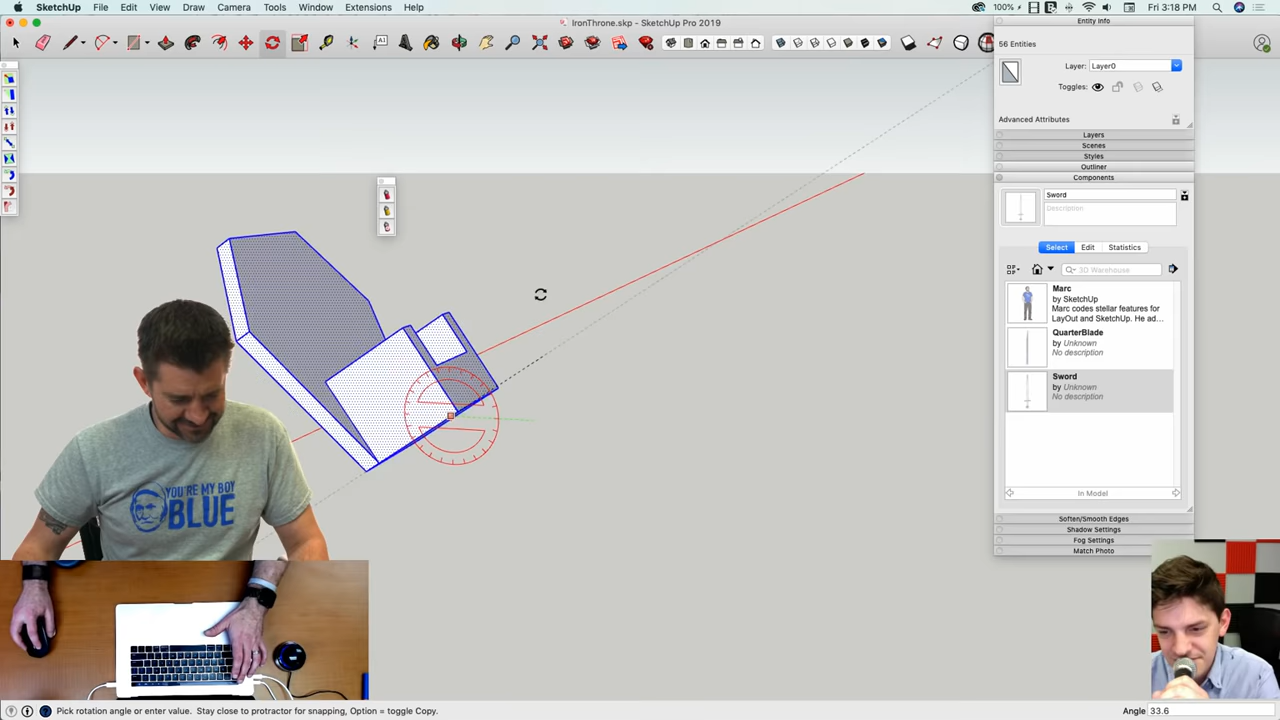 SketchUp File Edit View Draw Camera Tools Window Extensions Help
100% Fri 3:18 PM
IronThrone.skp - SketchUp Pro 2019
Entity Info
56 Entities
Layer: Layer0
Toggles:
Advanced Attributes
Layers
Scenes
Styles
Outliner
Components
Sword
Description
Select Edit Statistics
3D Warehouse
Marc
by SketchUp
Marc codes stellar features for
LayOut and SketchUp. He ad…
QuarterBlade
by Unknown
No description
Sword
by Unknown
No description
In Model
Soften/Smooth Edges
Shadow Settings
Fog Settings
Match Photo
YOU'RE MY BOY
BLUE
Pick rotation angle or enter value. Stay close to protractor for snapping, Option = toggle Copy.
Angle 33.6